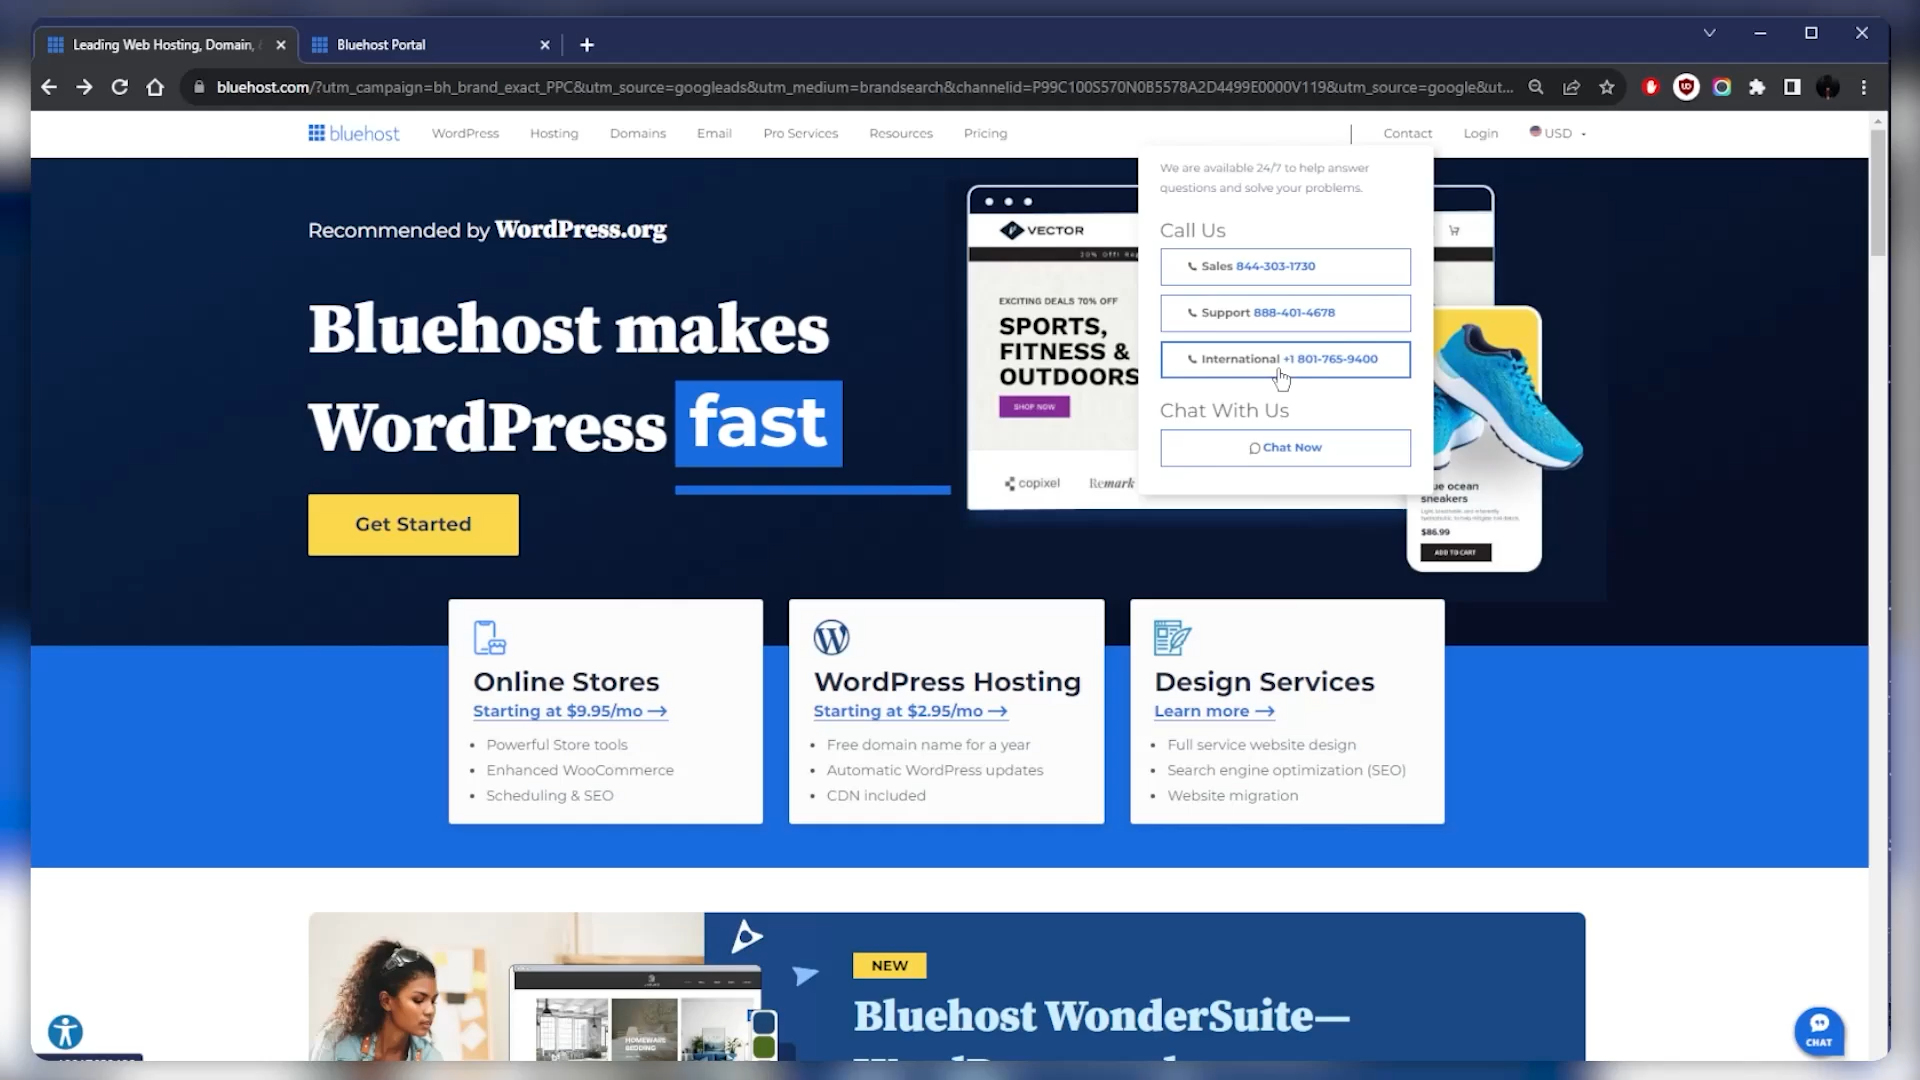 Leading Web Hosting, Domain,
Bluehost Portal
bluehost.com/?utm_campaign=bh_brand_exact_PPC&utm_source=googleads&utm_medium=brandsearch&channelid=P99C100S570N0B5578A2D4499E0000V119&utm_source=google&ut...
bluehost
WordPress
Hosting
Domains
Email
Pro Services
Resources
Pricing
Contact
Login
USD
We are available 24/7 to help answer
questions and solve your problems.
Call Us
Sales 844-303-1730
Support 888-401-4678
International +1 801-765-9400
Chat With Us
Chat Now
Recommended by WordPress.org
Bluehost makes
WordPress fast
Get Started
VECTOR
20% Off!
EXCITING DEALS 70% OFF
SPORTS,
FITNESS &
OUTDOORS
SHOP NOW
copixel
Remark
ocean
sneakers
$86.99
ADD TO CART
Online Stores
Starting at $9.95/mo →
• Powerful Store tools
• Enhanced WooCommerce
• Scheduling & SEO
WordPress Hosting
Starting at $2.95/mo →
• Free domain name for a year
• Automatic WordPress updates
• CDN included
Design Services
Learn more →
• Full service website design
• Search engine optimization (SEO)
• Website migration
NEW
Bluehost WonderSuite—
HOMEWARE
BEDDING
CHAT